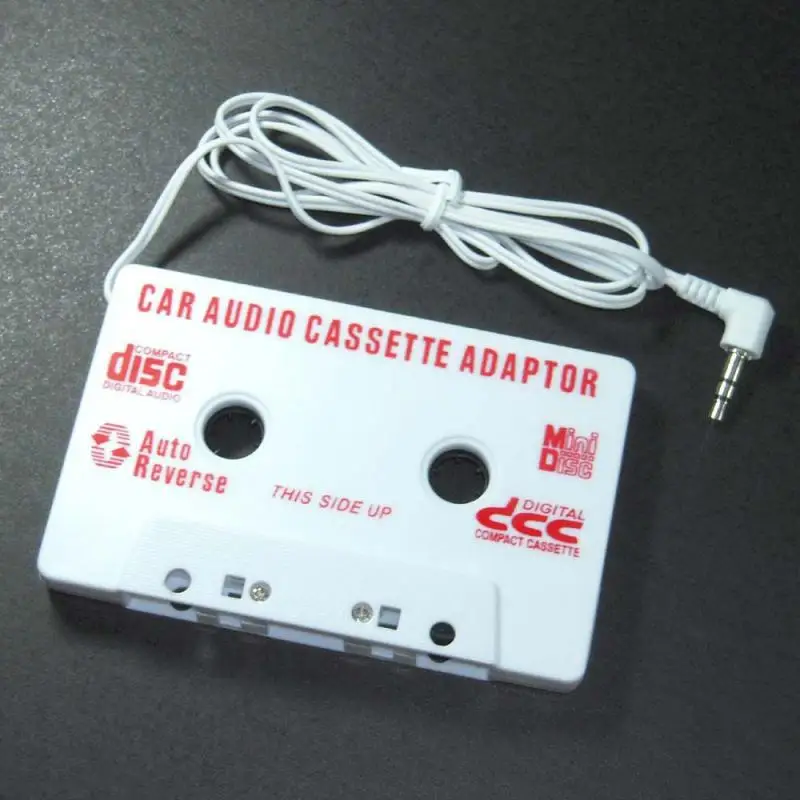 CAR AUDIO CASSETTE ADAPTOR
COMPACT
disc
DIGITAL AUDIO
Auto
Reverse
THIS SIDE UP
Mini
Disc
DIGITAL
dcc
COMPACT CASSETTE